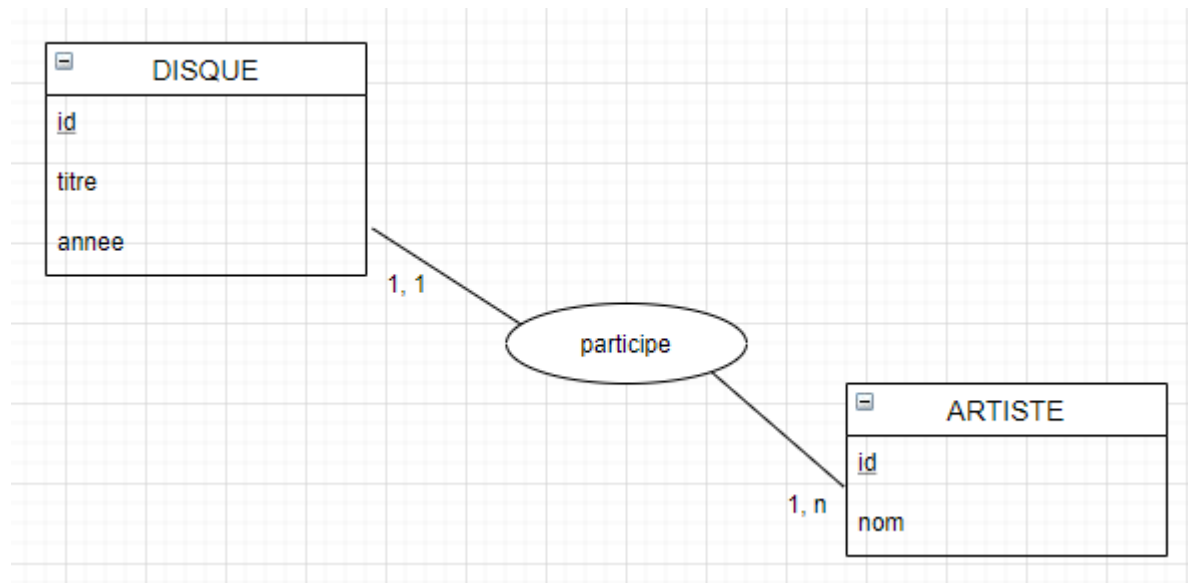 DISQUE
id
titre
annee
1, 1
participe
ARTISTE
id
nom
1, n